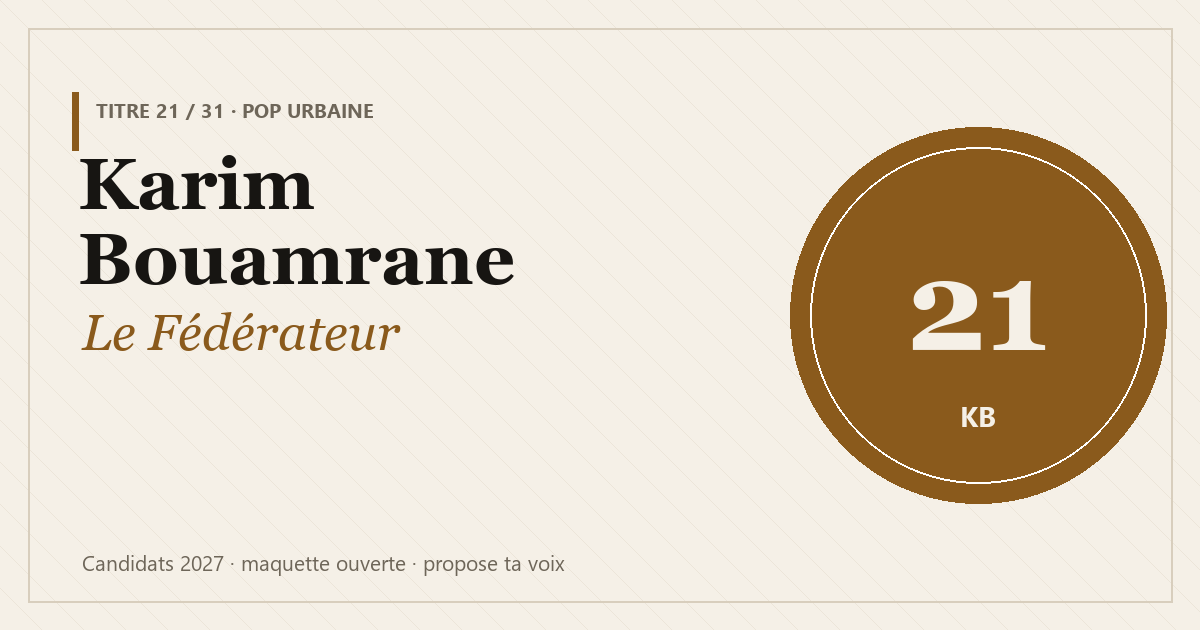 TITRE 21 / 31 · POP URBAINE
Karim
Bouamrane
Le Fédérateur
21
KB
Candidats 2027 · maquette ouverte · propose ta voix